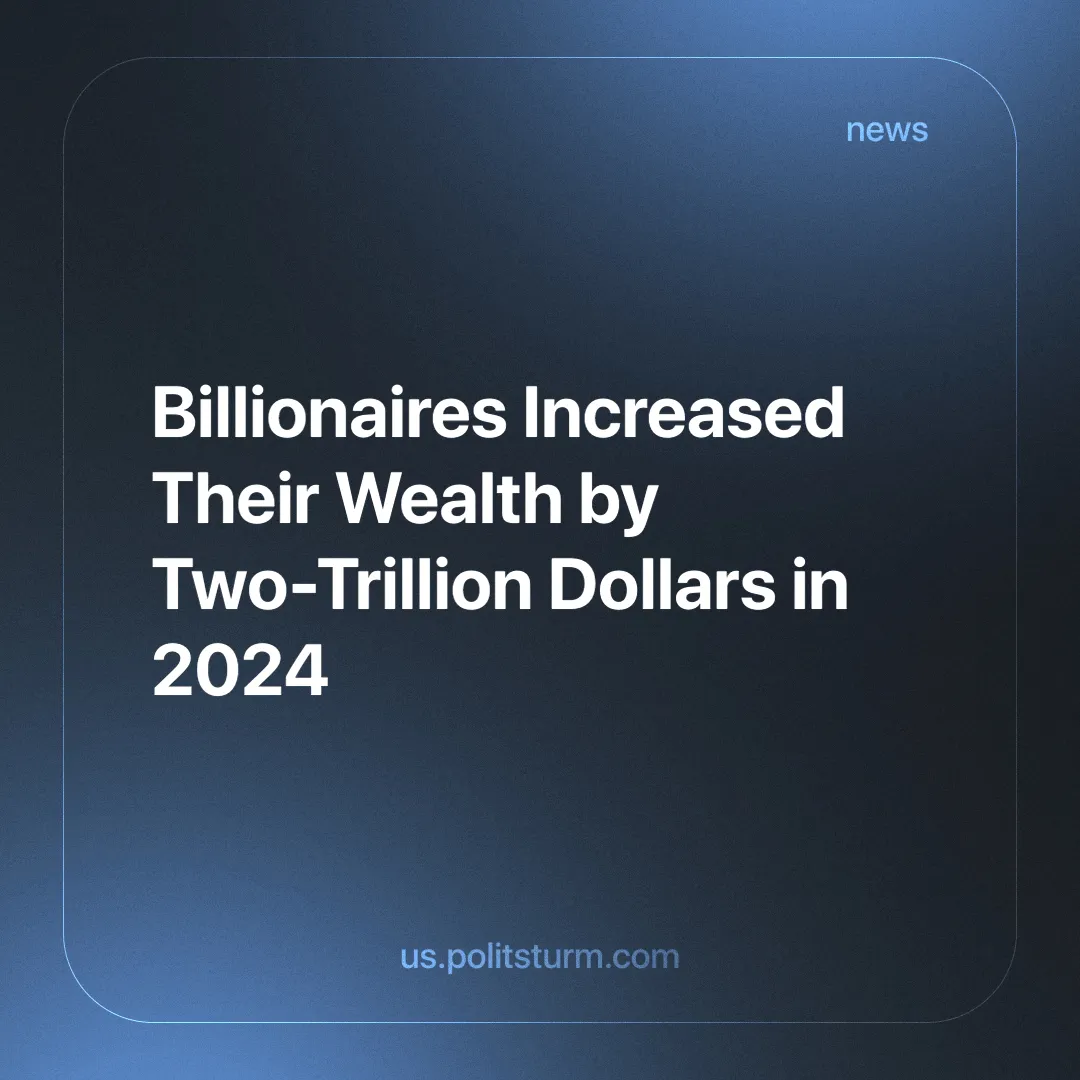 news
Billionaires Increased
Their Wealth by
Two-Trillion Dollars in
2024
us.politsturm.com